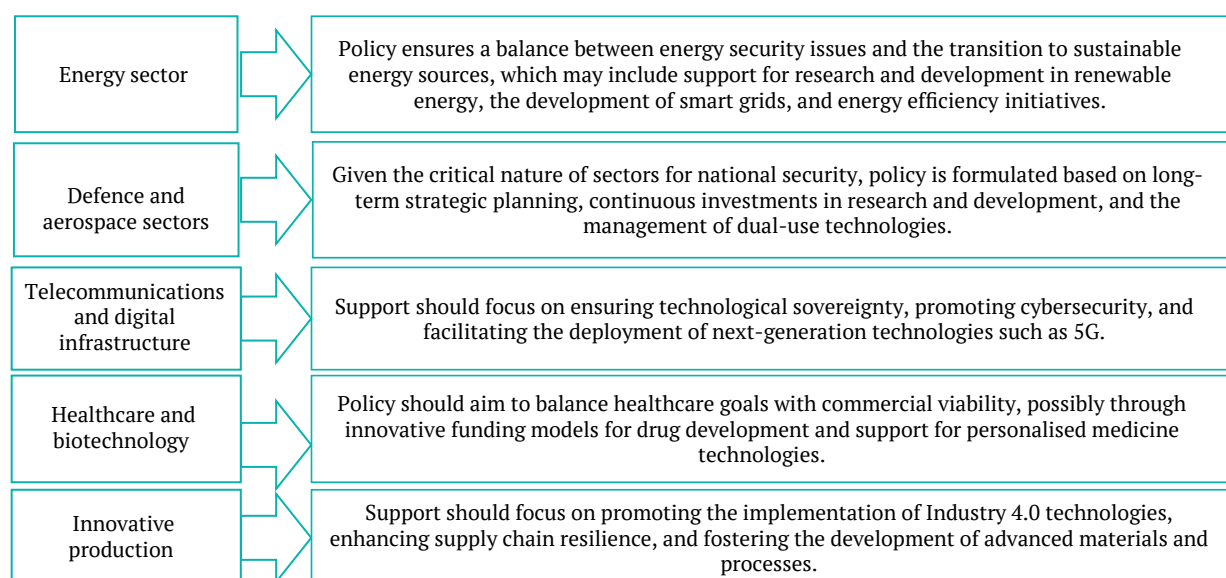 Energy sector
Policy ensures a balance between energy security issues and the transition to sustainable
energy sources, which may include support for research and development in renewable
energy, the development of smart grids, and energy efficiency initiatives.
Defence and
aerospace sectors
Given the critical nature of sectors for national security, policy is formulated based on long-
term strategic planning, continuous investments in research and development, and the
management of dual-use technologies.
Telecommunications
and digital
infrastructure
Support should focus on ensuring technological sovereignty, promoting cybersecurity, and
facilitating the deployment of next-generation technologies such as 5G.
Healthcare and
biotechnology
Policy should aim to balance healthcare goals with commercial viability, possibly through
innovative funding models for drug development and support for personalised medicine
technologies.
Innovative
production
Support should focus on promoting the implementation of Industry 4.0 technologies,
enhancing supply chain resilience, and fostering the development of advanced materials and
processes.